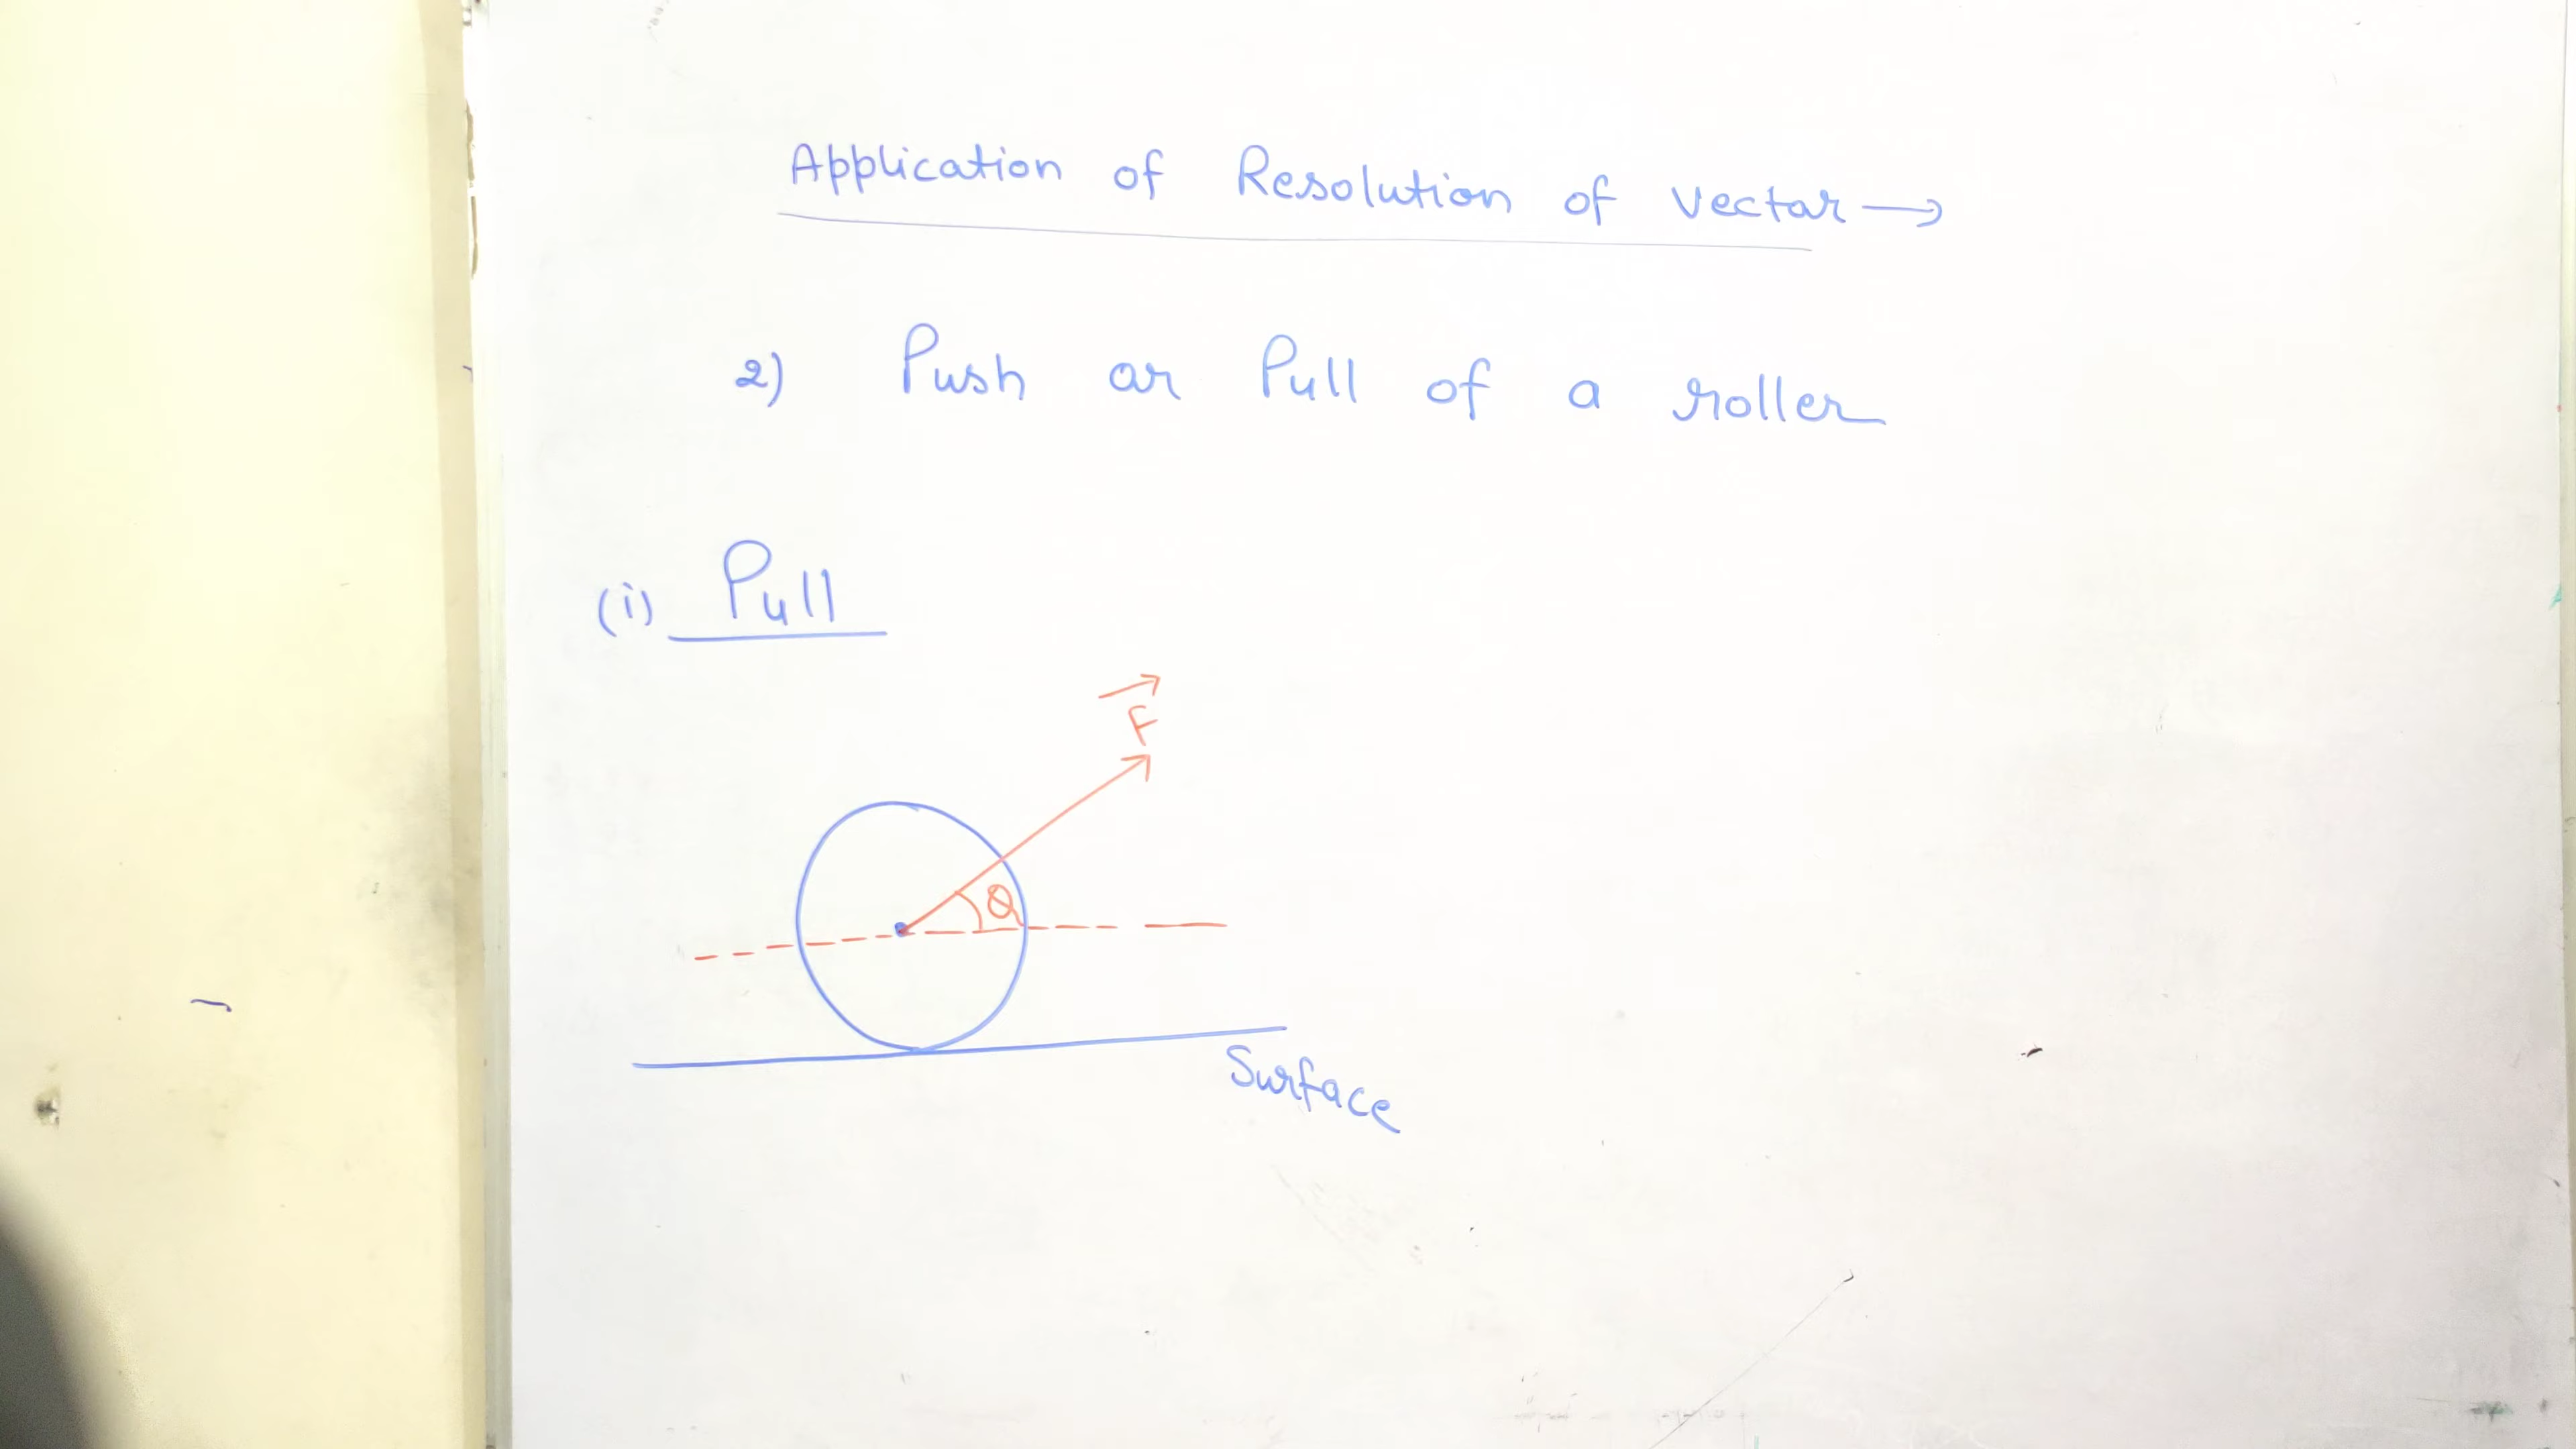 Application of Resolution of vector →
2) Push or Pull of a roller
(i) Pull
F
θ
Surface